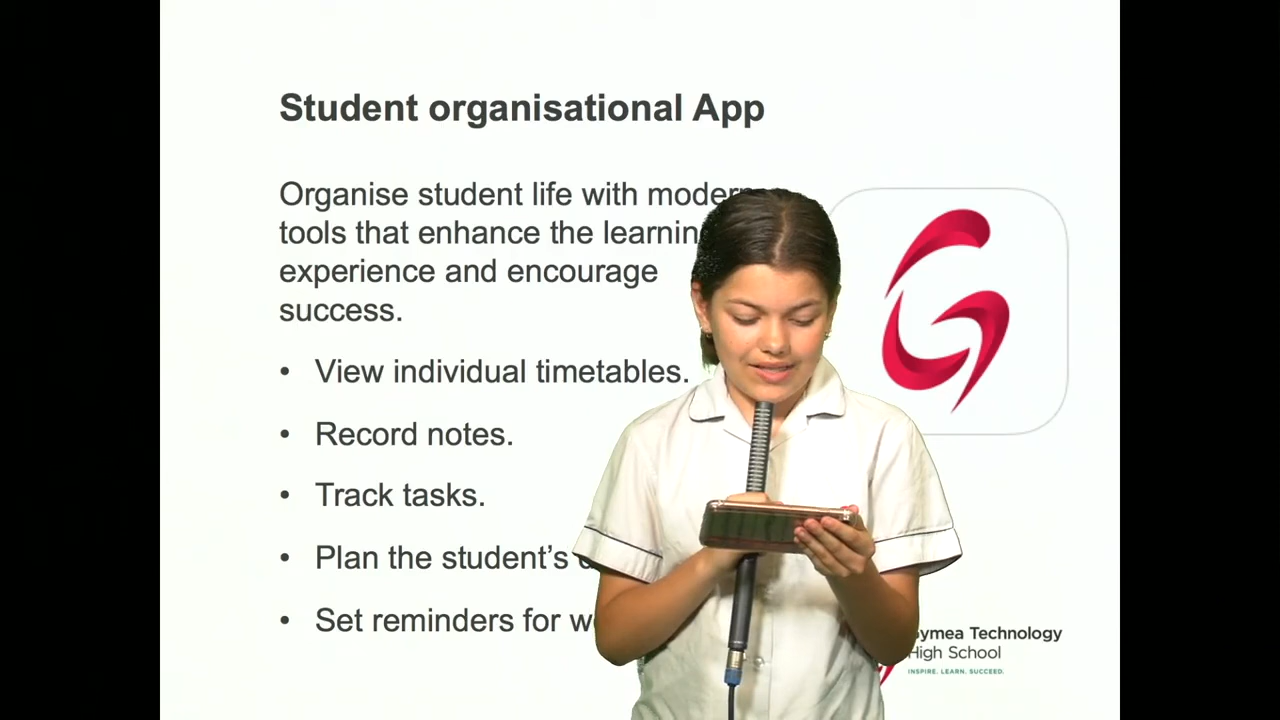 Student organisational App
Organise student life with modern
tools that enhance the learning
experience and encourage
success.
• View individual timetables.
• Record notes.
• Track tasks.
• Plan the student’s
• Set reminders for
Gymea Technology
High School
INSPIRE. LEARN. SUCCEED.